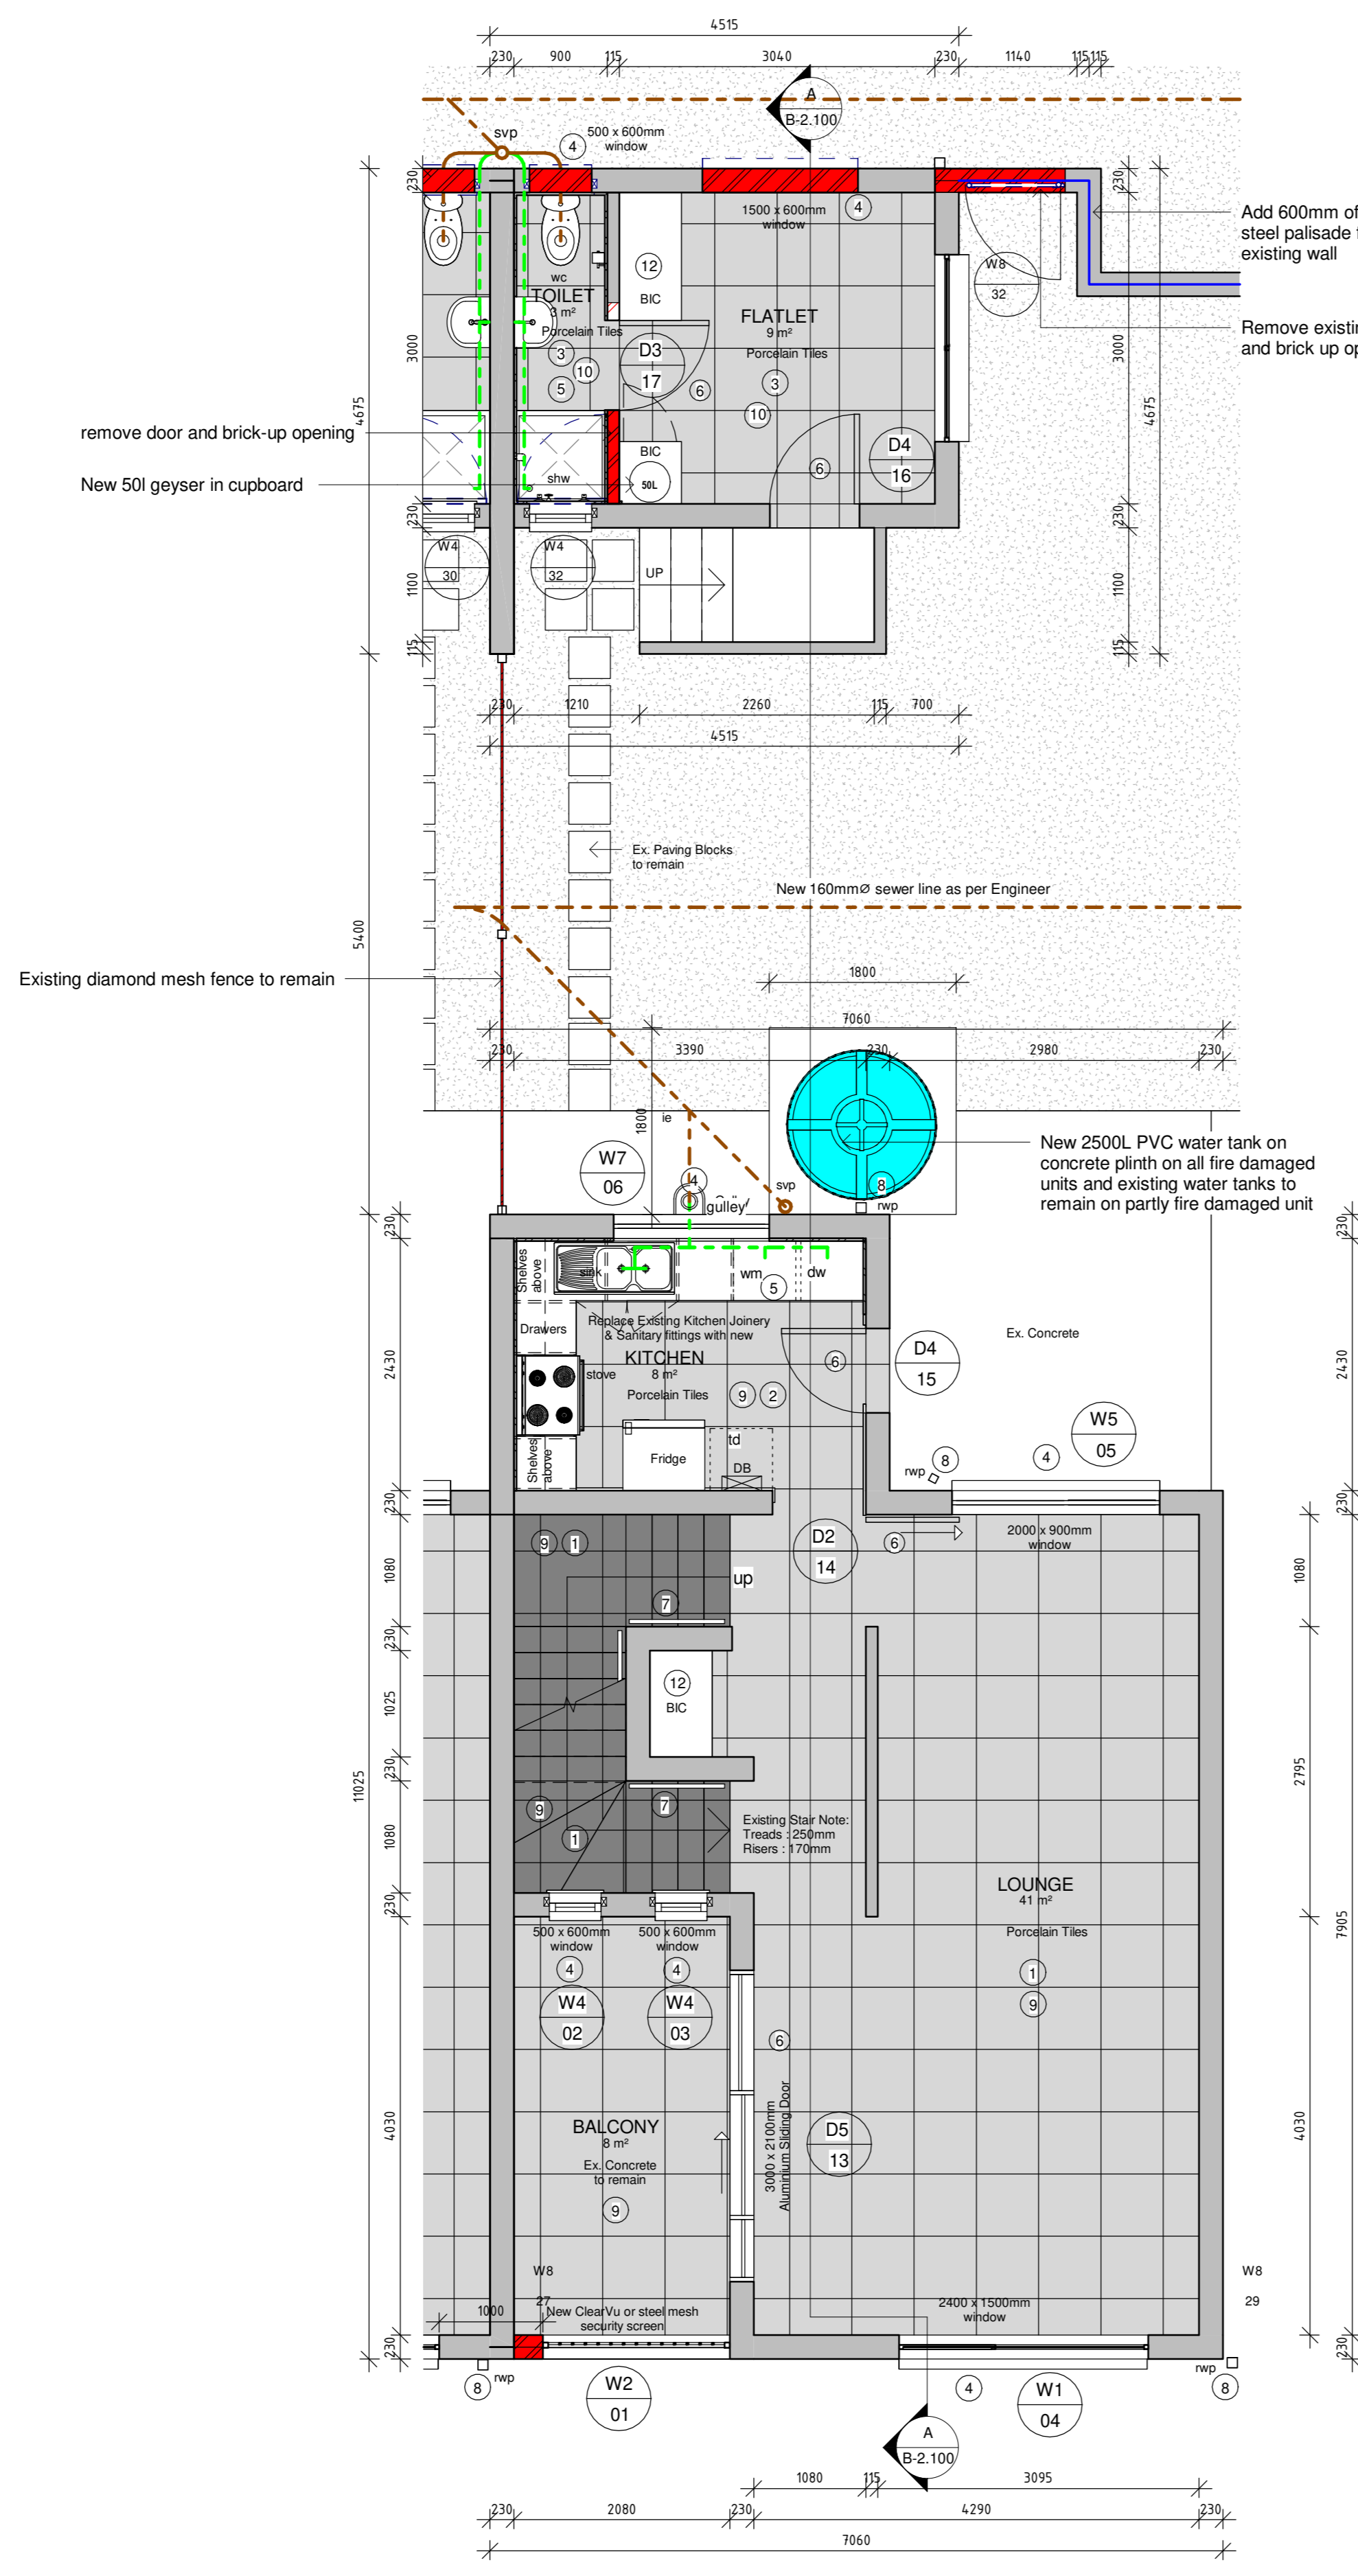 4515
230 900 115 3040 230 1140 115 115
A
B-2.100
svp
4
500 x 600mm
window
230
230
230
1500 x 600mm
window
4
Add 600mm of
steel palisade
existing wall
W8
32
12
BIC
wc
TOILET
3 m²
Porcelain Tiles
3
10
5
FLATLET
9 m²
Porcelain Tiles
3
10
6
D3
17
Remove
and brick up
3000
4675
3000
4675
remove door and brick-up opening
BIC
50L
6
D4
16
New 50l geyser in cupboard
shw
230
230
W4
30
W4
32
UP
1100
1100
115
115
230 1210 2260 115 700
4515
Ex. Paving Blocks
to remain
New 160mmØ sewer line as per Engineer
5400
Existing diamond mesh fence to remain
1800
7060
230 3390 230 2980 230
1800
ie
New 2500L PVC water tank on
concrete plinth on all fire damaged
units and existing water tanks to
remain on partly fire damaged unit
W7
06
4
gulley
svp
8
rwp
230
230
Shelves
above
sink
wm
dw
5
Drawers
Replace Existing Kitchen Joinery
& Sanitary fittings with new
KITCHEN
8 m²
Porcelain Tiles
9
2
stove
6
D4
15
Ex. Concrete
2430
2430
Shelves
above
Fridge
td
DB
W5
05
4
8
rwp
230
230
9
1
D2
14
6
2000 x 900mm
window
up
7
1080
1080
230
12
BIC
1025
2795
230
11025
9
7
1
Existing Stair Note:
Treads : 250mm
Risers : 170mm
1080
LOUNGE
41 m²
Porcelain Tiles
1
9
7905
230
500 x 600mm
window
500 x 600mm
window
4
4
W4
02
W4
03
6
3000 x 2100mm
Aluminium Sliding Door
D5
13
BALCONY
8 m²
Ex. Concrete
to remain
9
4030
4030
W8
27
W8
29
1000
New ClearVu or steel mesh
security screen
2400 x 1500mm
window
230
230
8
rwp
W2
01
4
W1
04
rwp
8
A
B-2.100
1080 115 3095
230 2080 230 4290 230
7060